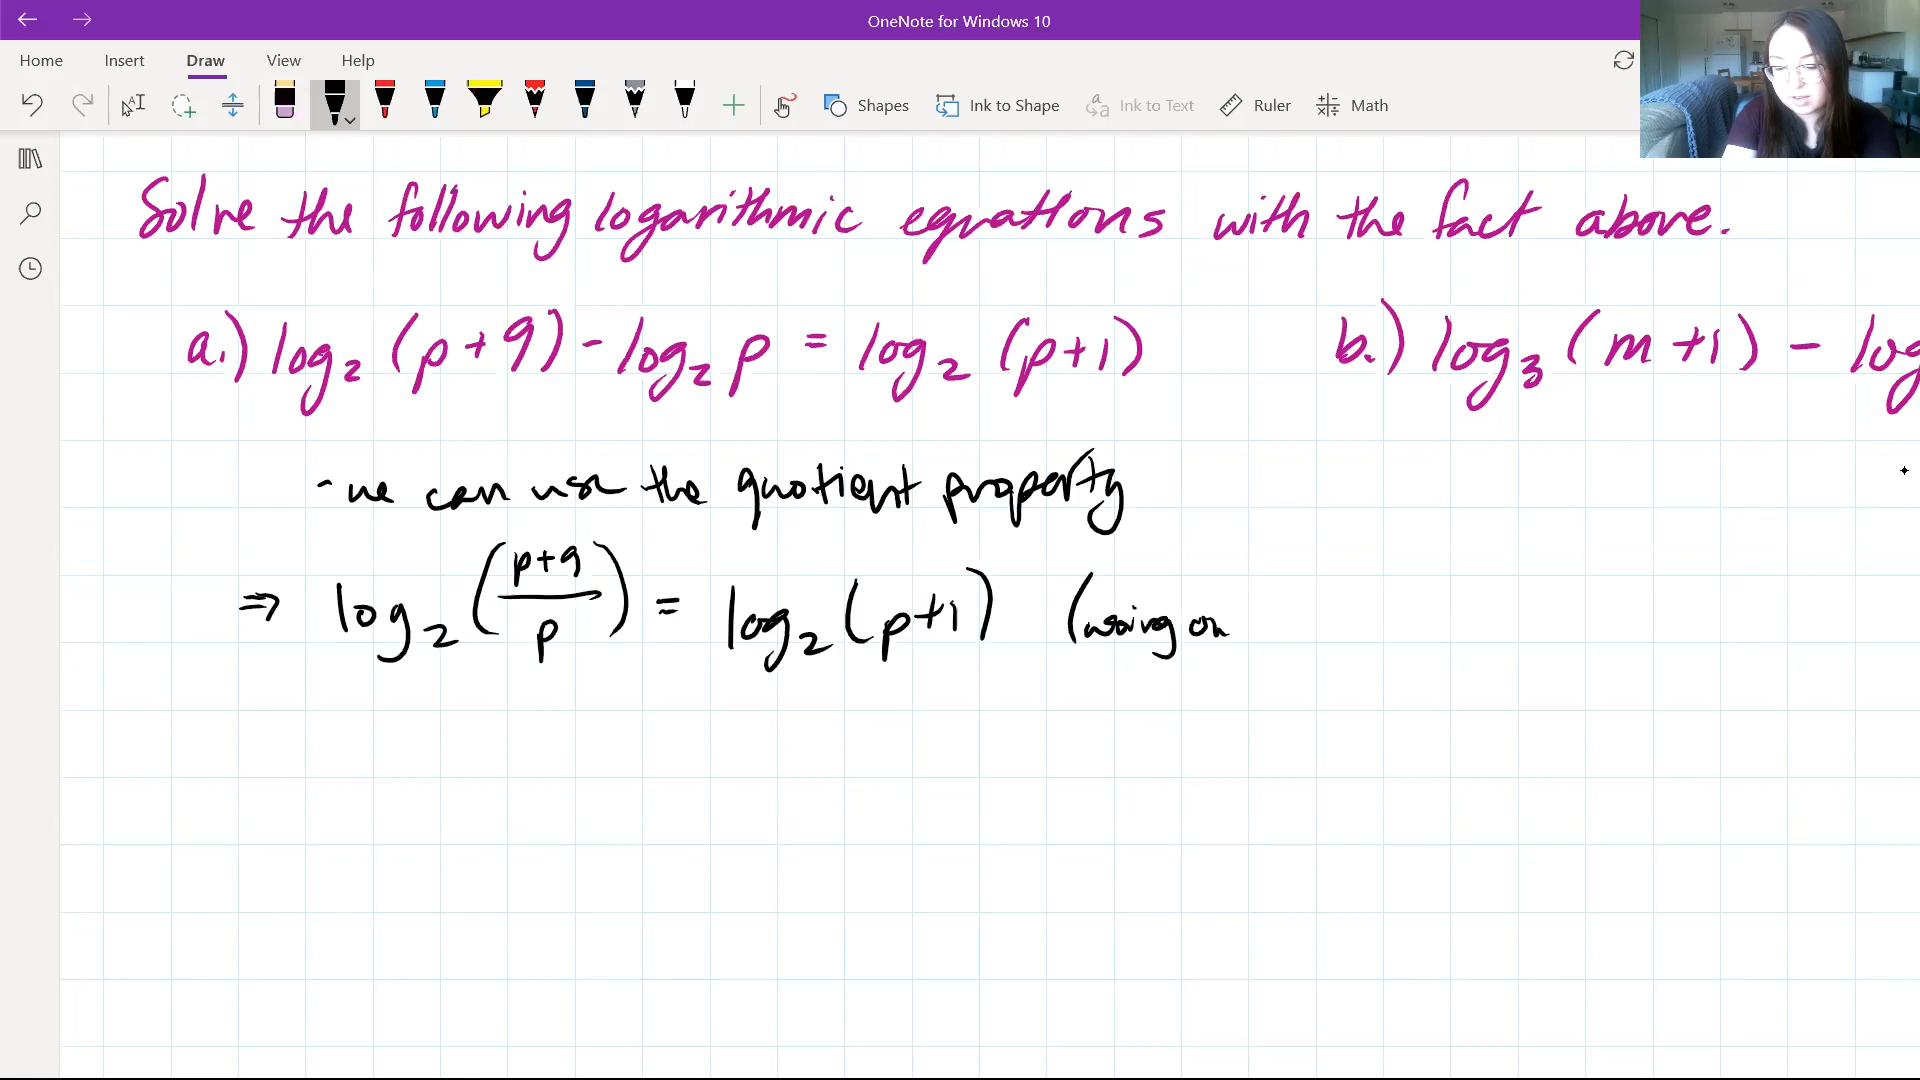 OneNote for Windows 10
Home Insert Draw View Help
Shapes Ink to Shape Ink to Text Ruler Math
Solve the following logarithmic equations with the fact above.
a.) log₂ (p+9) - log₂ p = log₂ (p+1) b.) log₃ (m+1) - log
- we can use the quotient property
⇒ log₂ ((p+9)/p) = log₂ (p+1) (using ou